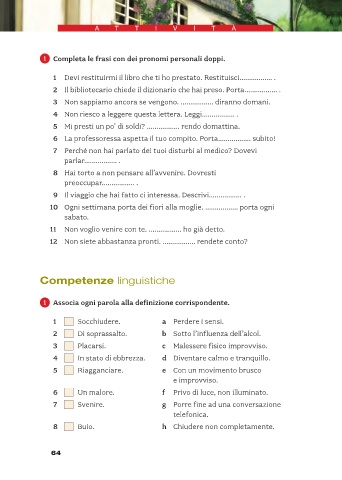 ATTIVITÀ
1 Completa le frasi con dei pronomi personali doppi.
1 Devi restituirmi il libro che ti ho prestato. Restituisci................ .
2 Il bibliotecario chiede il dizionario che hai preso. Porta................ .
3 Non sappiamo ancora se vengono. ................ diranno domani.
4 Non riesco a leggere questa lettera. Leggi................ .
5 Mi presti un po' di soldi? ................ rendo domattina.
6 La professoressa aspetta il tuo compito. Porta................ subito!
7 Perché non hai parlato dei tuoi disturbi al medico? Dovevi
parlar................ .
8 Hai torto a non pensare all'avvenire. Dovresti
preoccupar................ .
9 Il viaggio che hai fatto ci interessa. Descrivi................ .
10 Ogni settimana porta dei fiori alla moglie. ................ porta ogni
sabato.
11 Non voglio venire con te. ................ ho già detto.
12 Non siete abbastanza pronti. ................ rendete conto?
Competenze linguistiche
1 Associa ogni parola alla definizione corrispondente.
1 Socchiudere. a Perdere i sensi.
2 Di soprassalto. b Sotto l'influenza dell'alcol.
3 Placarsi. c Malessere fisico improvviso.
4 In stato di ebbrezza. d Diventare calmo e tranquillo.
5 Riagganciare. e Con un movimento brusco
e improvviso.
6 Un malore. f Privo di luce, non illuminato.
7 Svenire. g Porre fine ad una conversazione
telefonica.
8 Buio. h Chiudere non completamente.
64